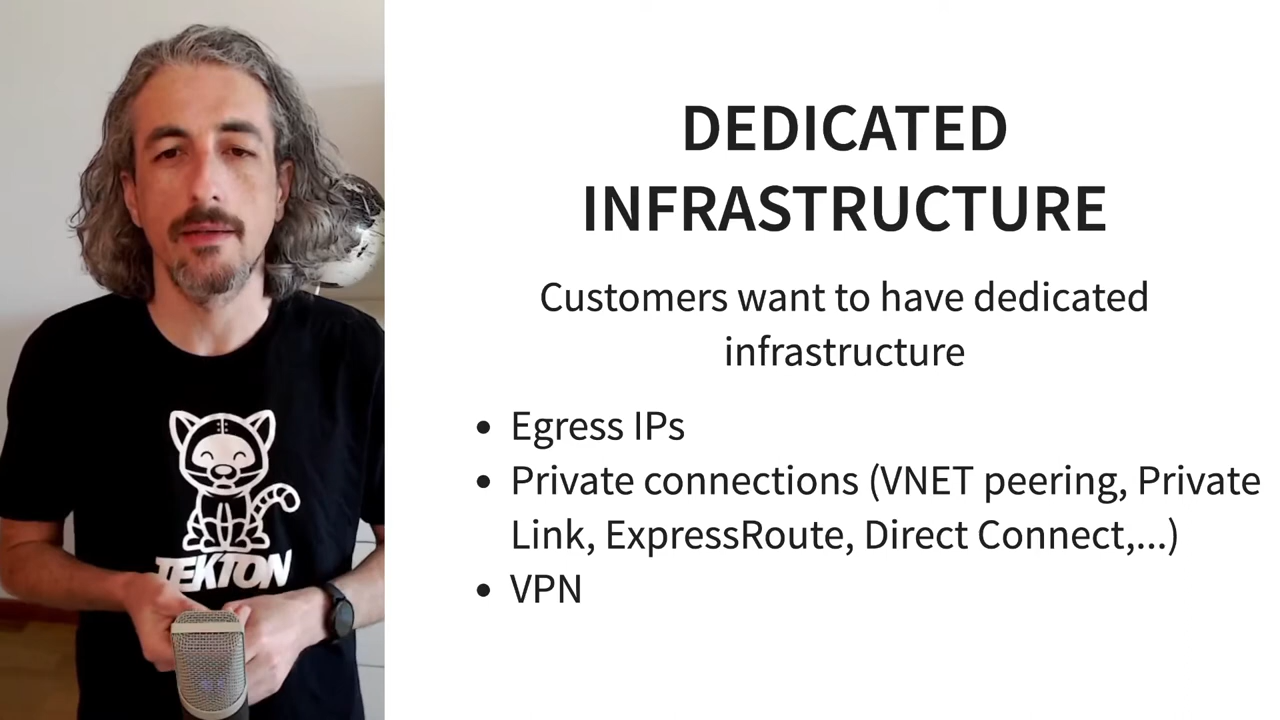 DEDICATED
INFRASTRUCTURE
Customers want to have dedicated
infrastructure
• Egress IPs
• Private connections (VNET peering, Private
Link, ExpressRoute, Direct Connect,...)
• VPN
TEKTON